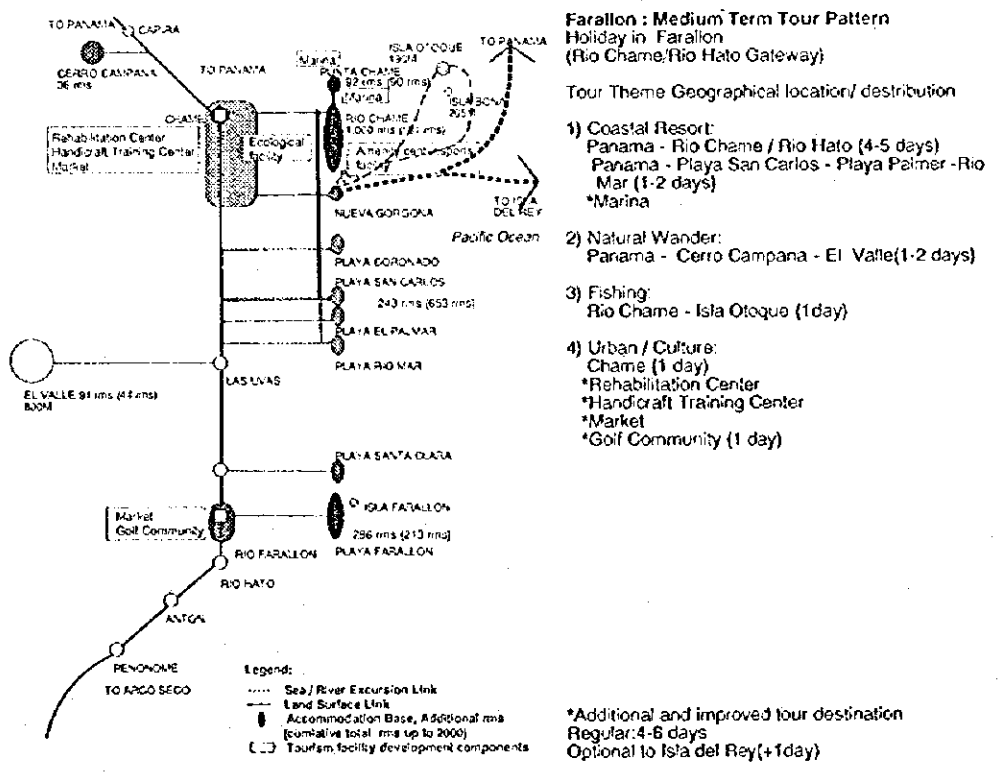 TO PANAMA
CAPIRA
CERRO CAMPANA
36 rms
TO PANAMA
CHAME
Rehabilitation Center
Handicraft Training Center
Market
Ecological
facility
Marina
PUNTA CHAME
92 rms (90 rms)
(Marina)
RIO CHAME
facility
ISLA OTOQUE
ISLA BONA
TO PANAMA
TO ISLA
DEL REY
NUEVA GORGONA
Pacific Ocean
PLAYA CORONADO
PLAYA SAN CARLOS
243 rms (653 rms)
PLAYA EL PALMAR
PLAYA RIO MAR
LAS UVAS
EL VALLE 91 rms (44 rms)
800M
PLAYA SANTA CLARA
ISLA FARALLON
296 rms (213 rms)
PLAYA FARALLON
Market
Golf Community
RIO FARALLON
RIO HATO
ANTON
PENONOME
TO ARGO SECO
Legend:
Sea / River Excursion Link
Land Surface Link
Accommodation Base, Additional rms
(comlative total rms up to 2000)
Tourism facility development components
Farallon : Medium Term Tour Pattern
Holiday in Farallon
(Rio Chame/Rio Hato Gateway)
Tour Theme Geographical location/ destribution
1) Coastal Resort:
Panama - Rio Chame / Rio Hato (4-5 days)
Panama - Playa San Carlos - Playa Palmer -Rio
Mar (1-2 days)
*Marina
2) Natural Wander:
Panama - Cerro Campana - El Valle(1-2 days)
3) Fishing:
Rio Chame - Isla Otoque (1day)
4) Urban / Culture:
Chame (1 day)
*Rehabilitation Center
*Handicraft Training Center
*Market
*Golf Community (1 day)
*Additional and improved tour destination
Regular:4-6 days
Optional to Isla del Rey(+1day)